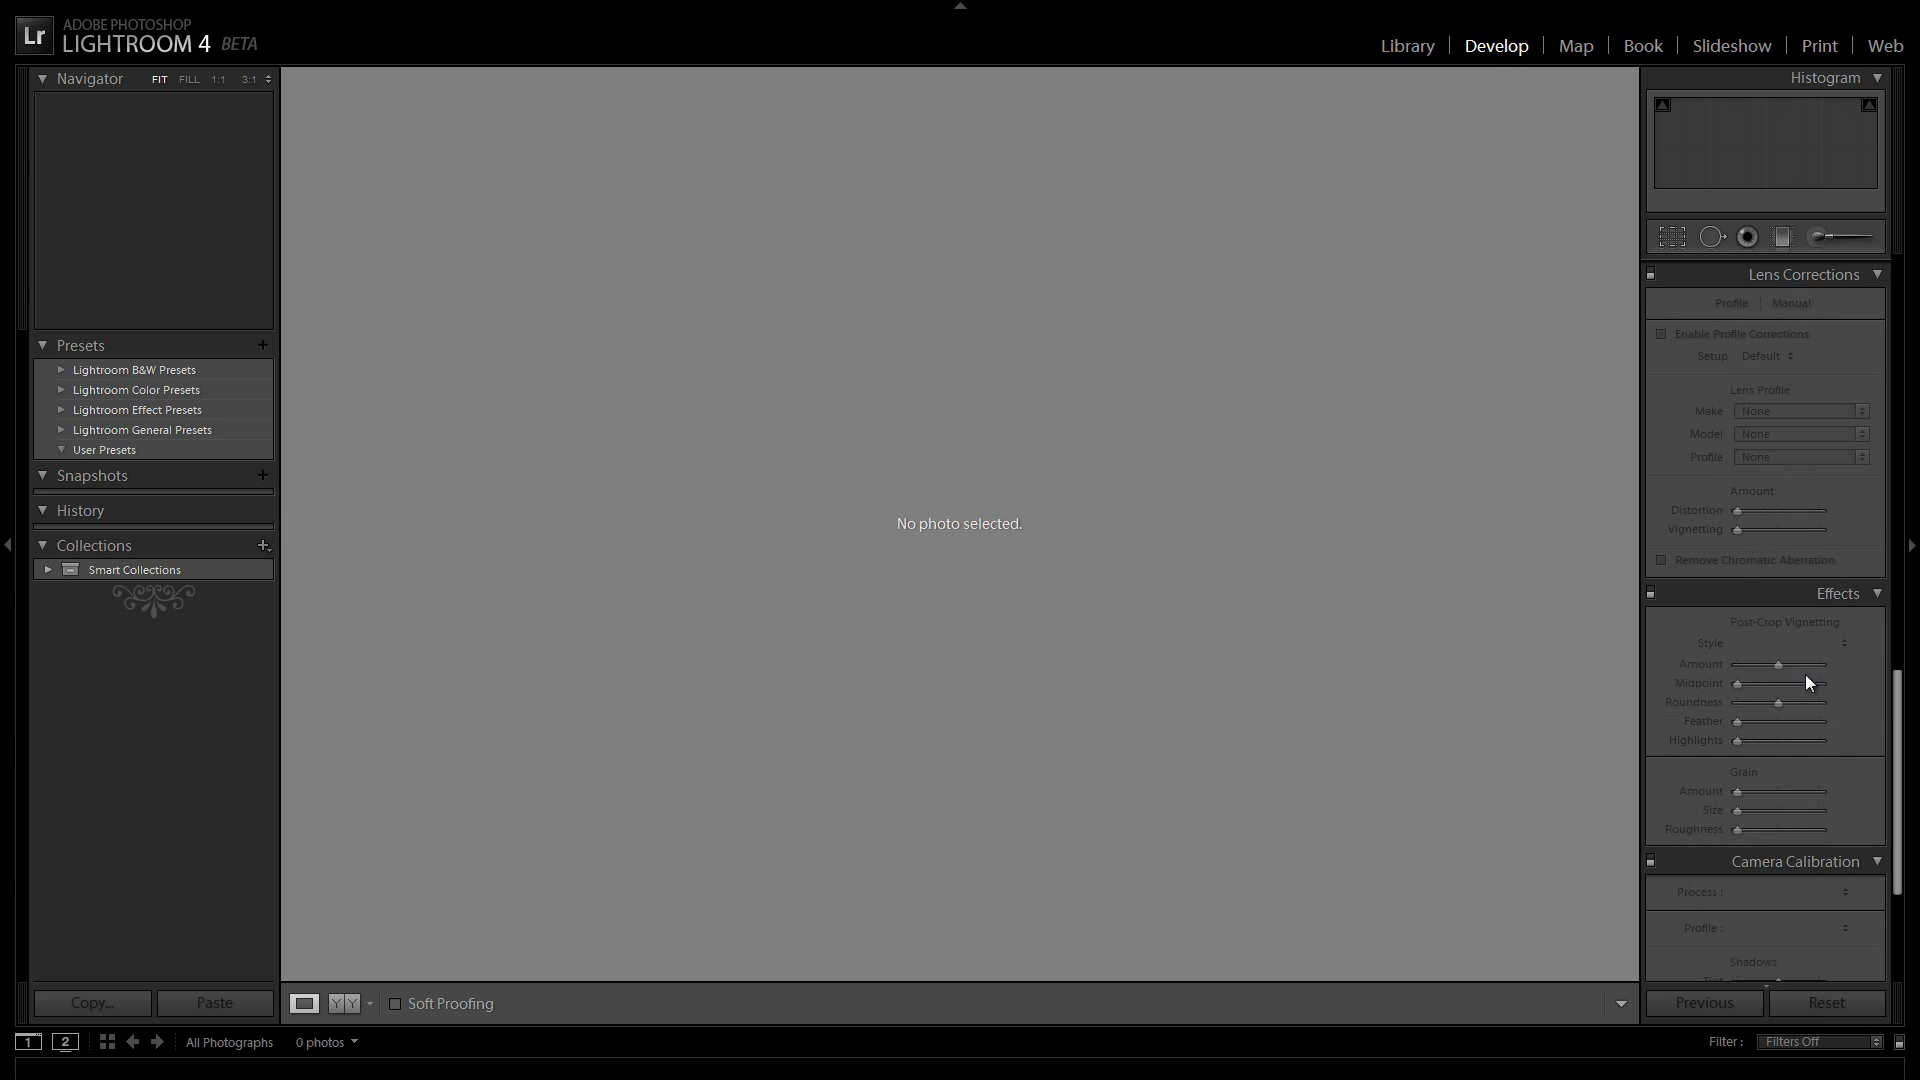 Lr ADOBE PHOTOSHOP
LIGHTROOM 4 BETA
Library | Develop | Map | Book | Slideshow | Print | Web
Navigator FIT FILL 1:1 3:1
Presets +
Lightroom B&W Presets
Lightroom Color Presets
Lightroom Effect Presets
Lightroom General Presets
User Presets
Snapshots +
History
Collections +
Smart Collections
Copy... Paste
No photo selected.
Y Y Soft Proofing
Histogram
Lens Corrections
Profile | Manual
Enable Profile Corrections
Setup Default
Lens Profile
Make None
Model None
Profile None
Amount
Distortion
Vignetting
Remove Chromatic Aberration
Effects
Post-Crop Vignetting
Style
Amount
Midpoint
Roundness
Feather
Highlights
Grain
Amount
Size
Roughness
Camera Calibration
Process :
Profile :
Shadows
Tint
Previous Reset
1 2 All Photographs 0 photos
Filter : Filters Off